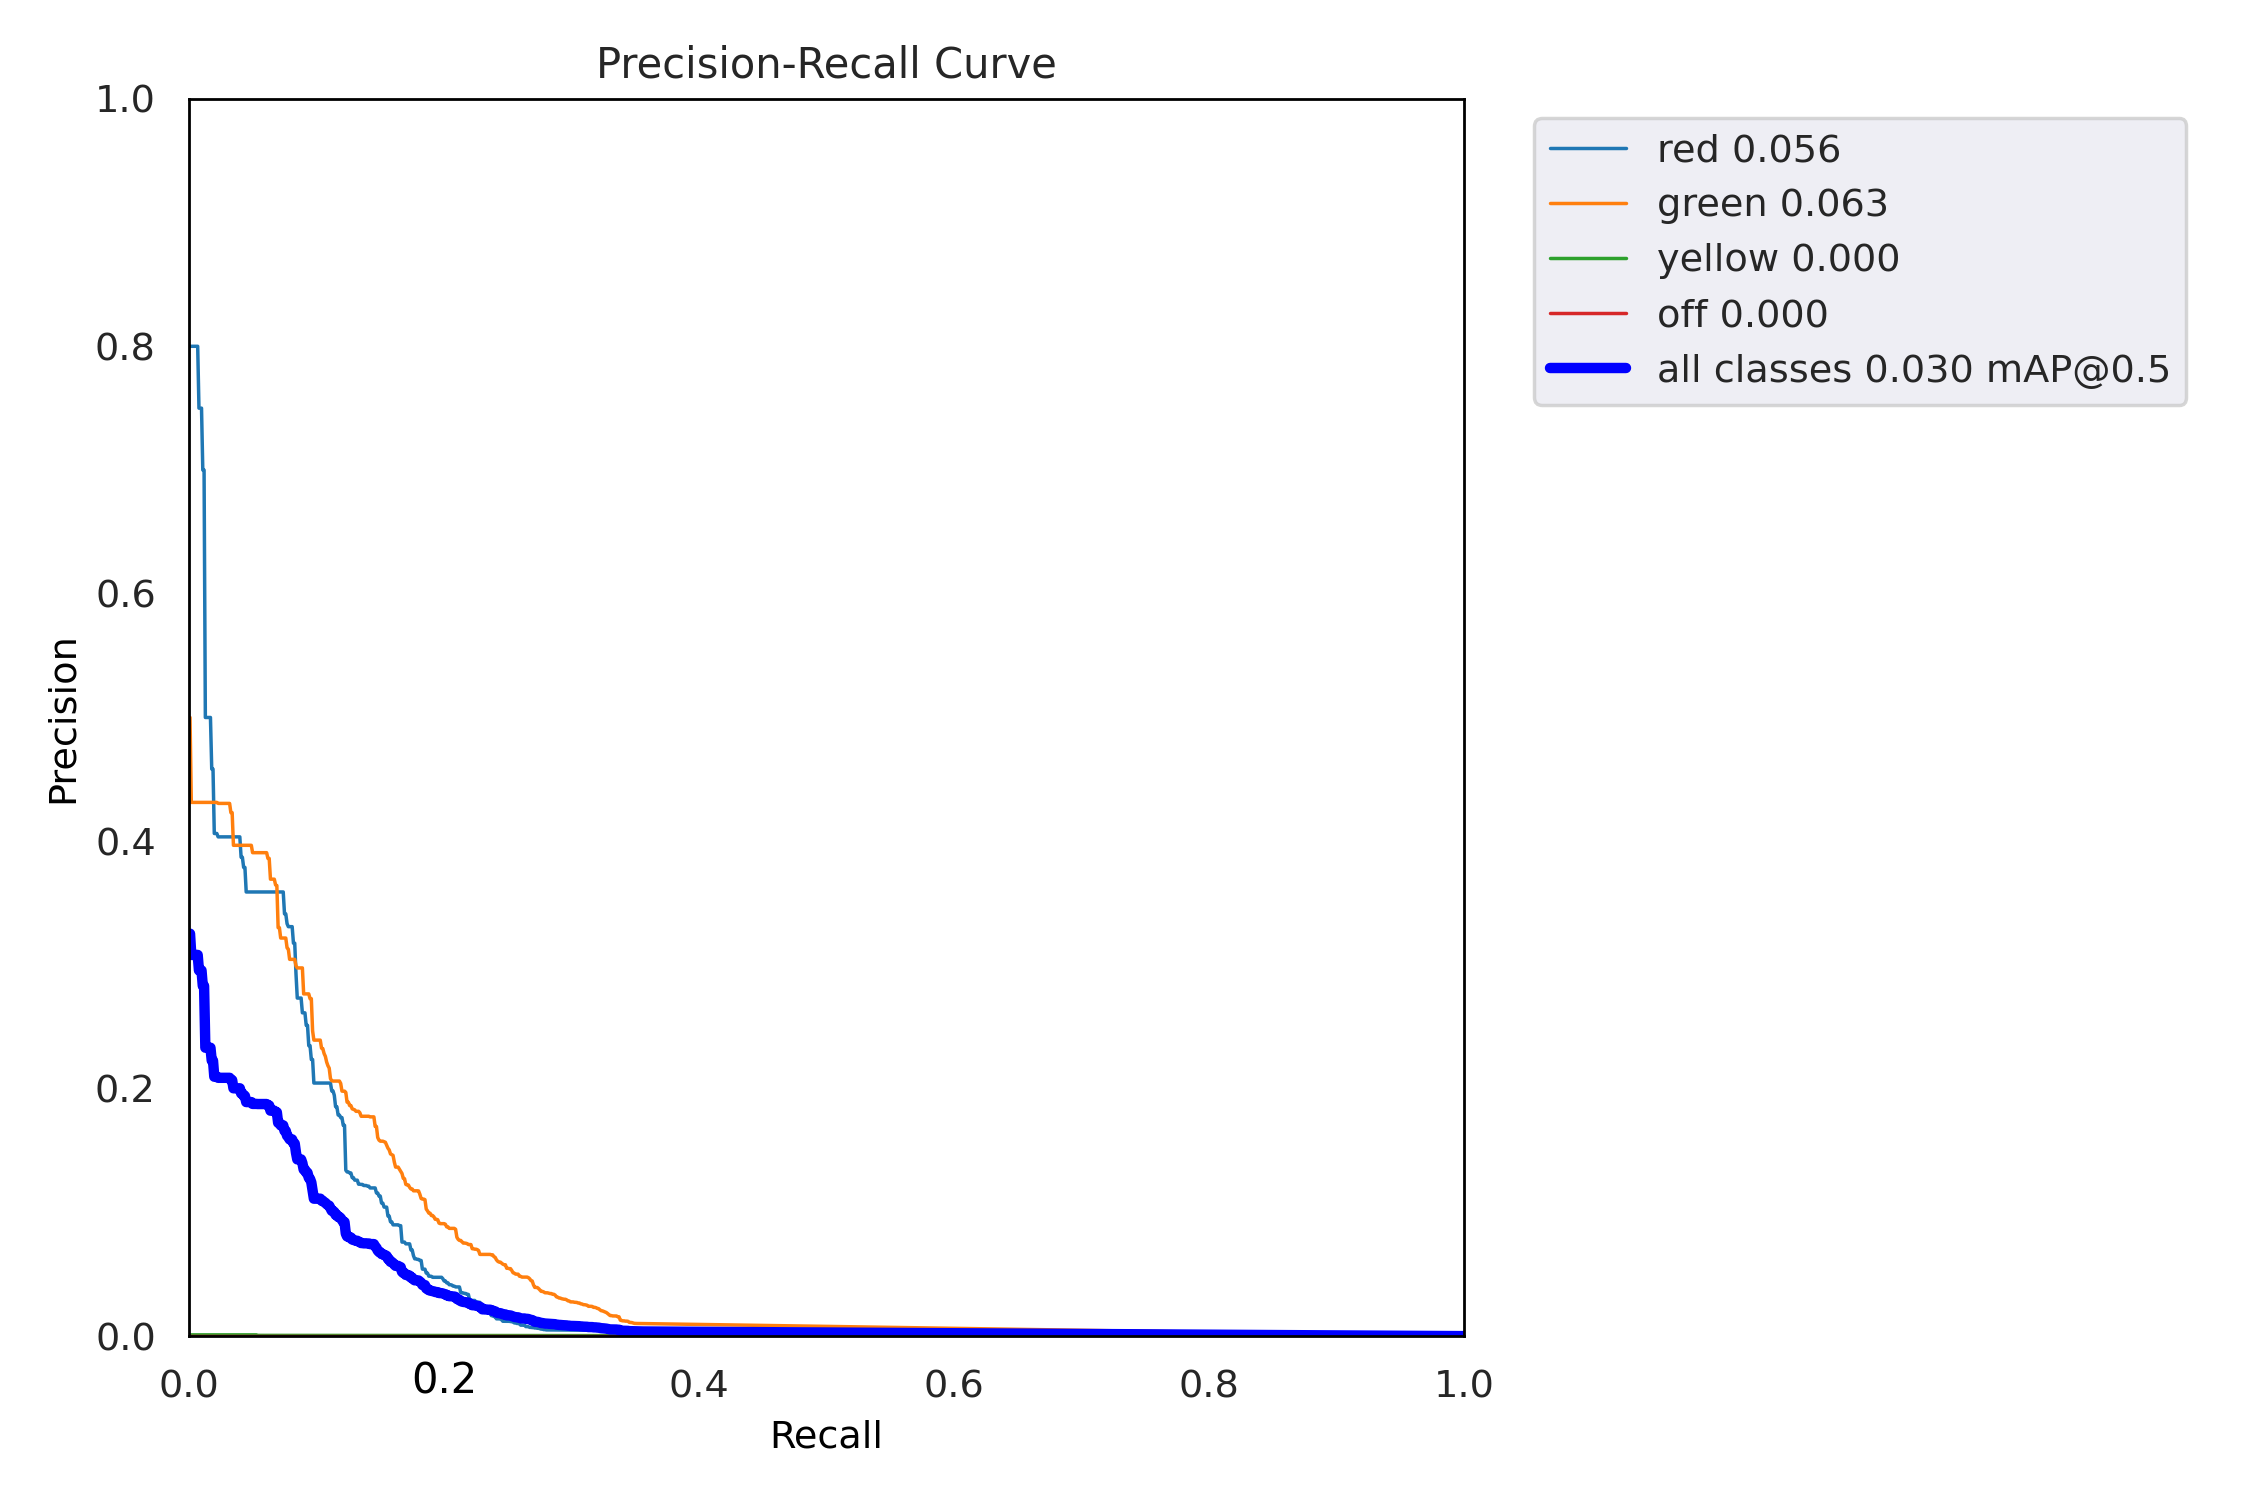 Precision-Recall Curve
1.0
0.8
0.6
0.4
0.2
0.0
Precision
0.0 0.2 0.4 0.6 0.8 1.0
Recall
red 0.056
green 0.063
yellow 0.000
off 0.000
all classes 0.030 mAP@0.5